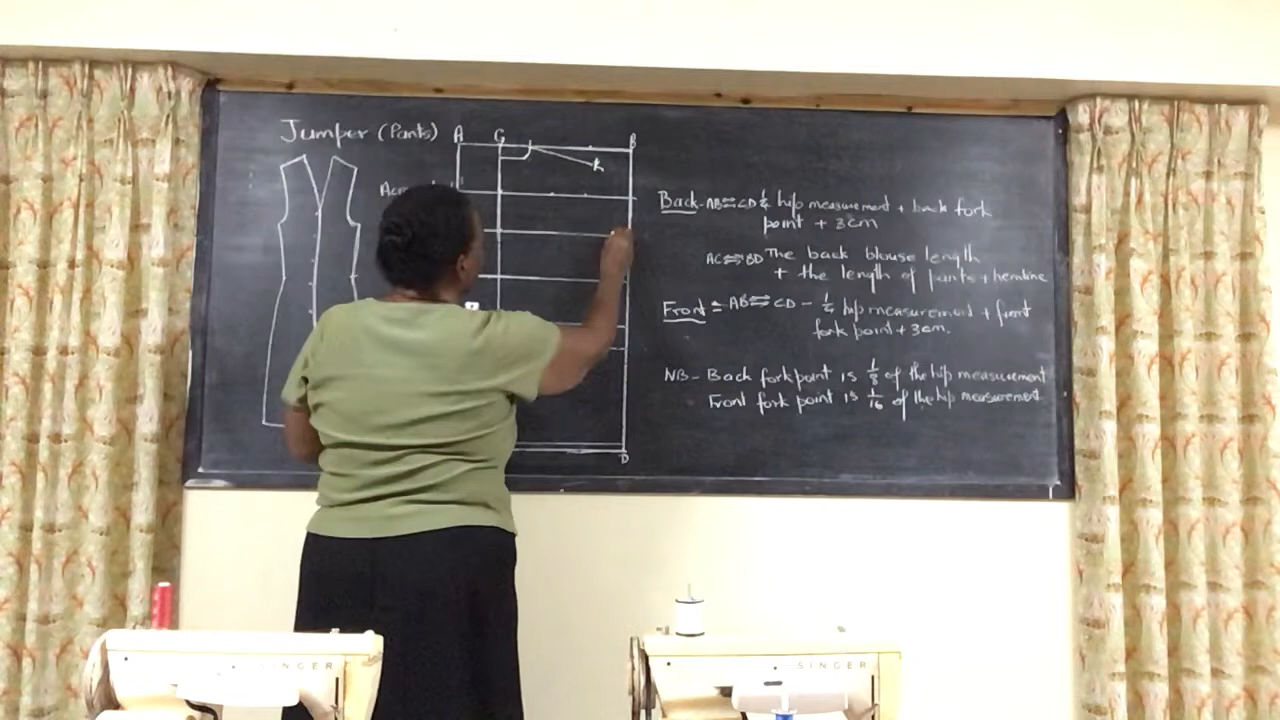 Jumper (Pants)
A G B
k
Back - AB ⇌ CD ¼ hip measurement + back fork
point + 3cm
AC ⇌ BD The back blouse length
+ the length of pants + hemline
Front = AB ⇌ CD - ¼ hip measurement + front
fork point + 3cm.
NB - Back fork point is 1/8 of the hip measurement
Front fork point is 1/16 of the hip measurement
D
SINGER
SINGER